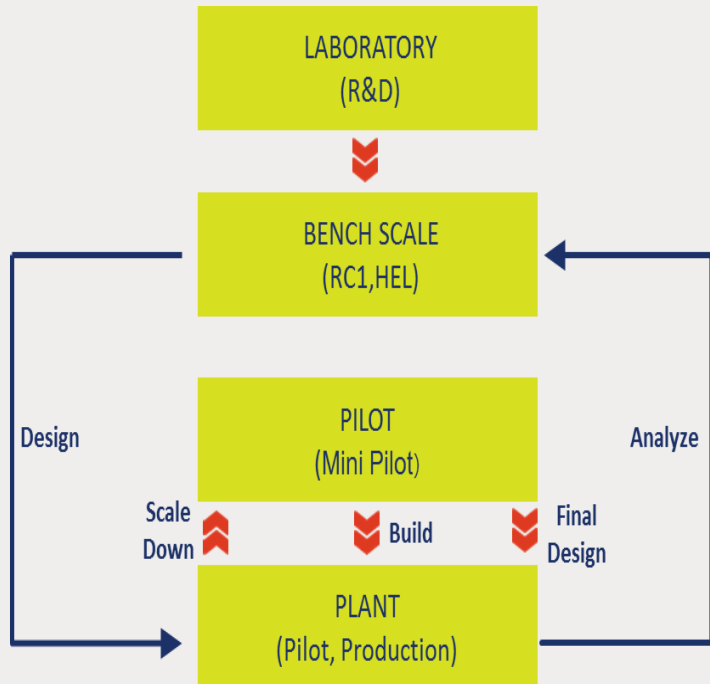 LABORATORY
(R&D)
BENCH SCALE
(RC1,HEL)
Design
Analyze
PILOT
(Mini Pilot)
Scale
Down
Build
Final
Design
PLANT
(Pilot, Production)